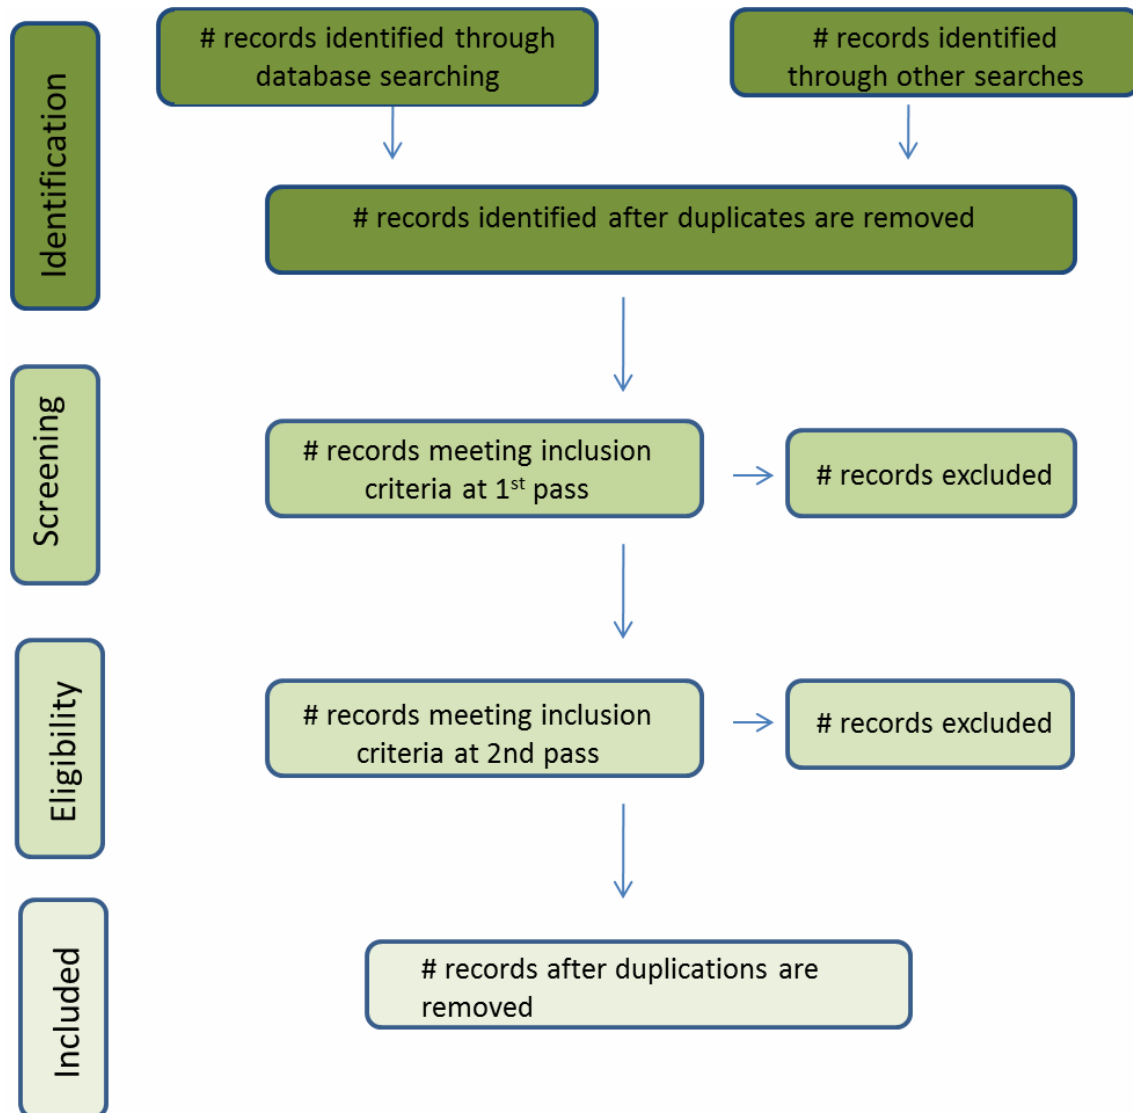 Identification
# records identified through
database searching
# records identified
through other searches
# records identified after duplicates are removed
Screening
# records meeting inclusion
criteria at 1st pass
# records excluded
Eligibility
# records meeting inclusion
criteria at 2nd pass
# records excluded
Included
# records after duplications are
removed